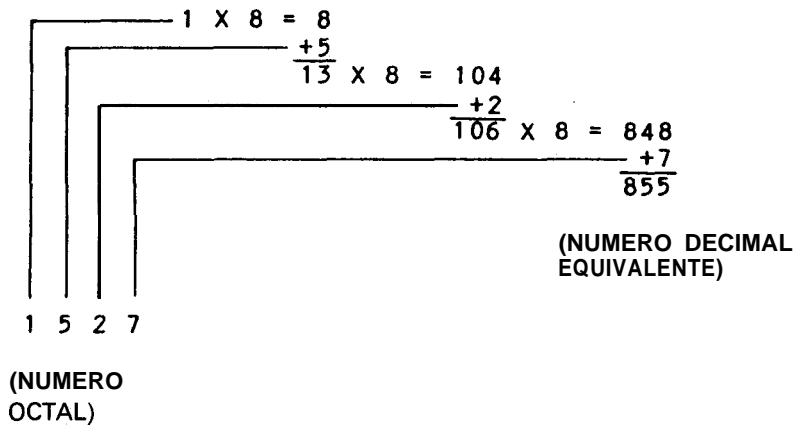 1 X 8 = 8
+5
13 X 8 = 104
+2
106 X 8 = 848
+7
855
(NUMERO DECIMAL
EQUIVALENTE)
1 5 2 7
(NUMERO
OCTAL)